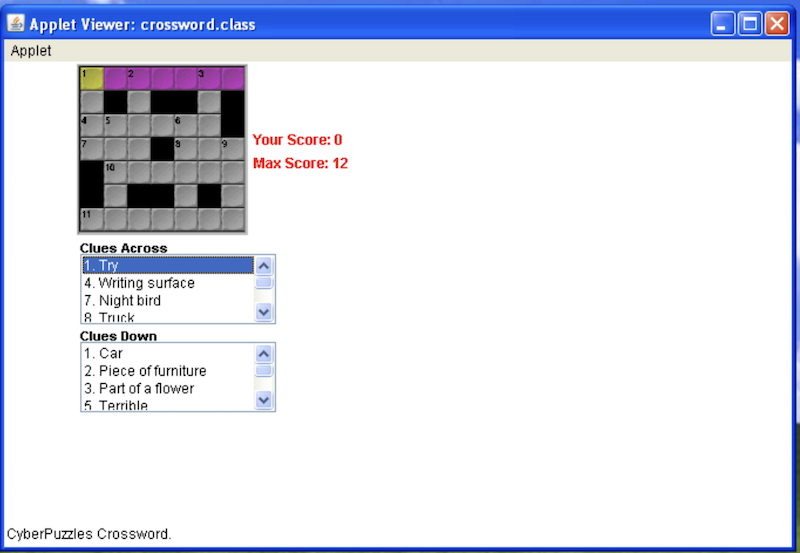 Applet Viewer: crossword.class
Applet
1 2 3
4 5 6
7 8 9
10
11
Your Score: 0
Max Score: 12
Clues Across
1. Try
4. Writing surface
7. Night bird
8. Truck
Clues Down
1. Car
2. Piece of furniture
3. Part of a flower
5. Terrible
CyberPuzzles Crossword.